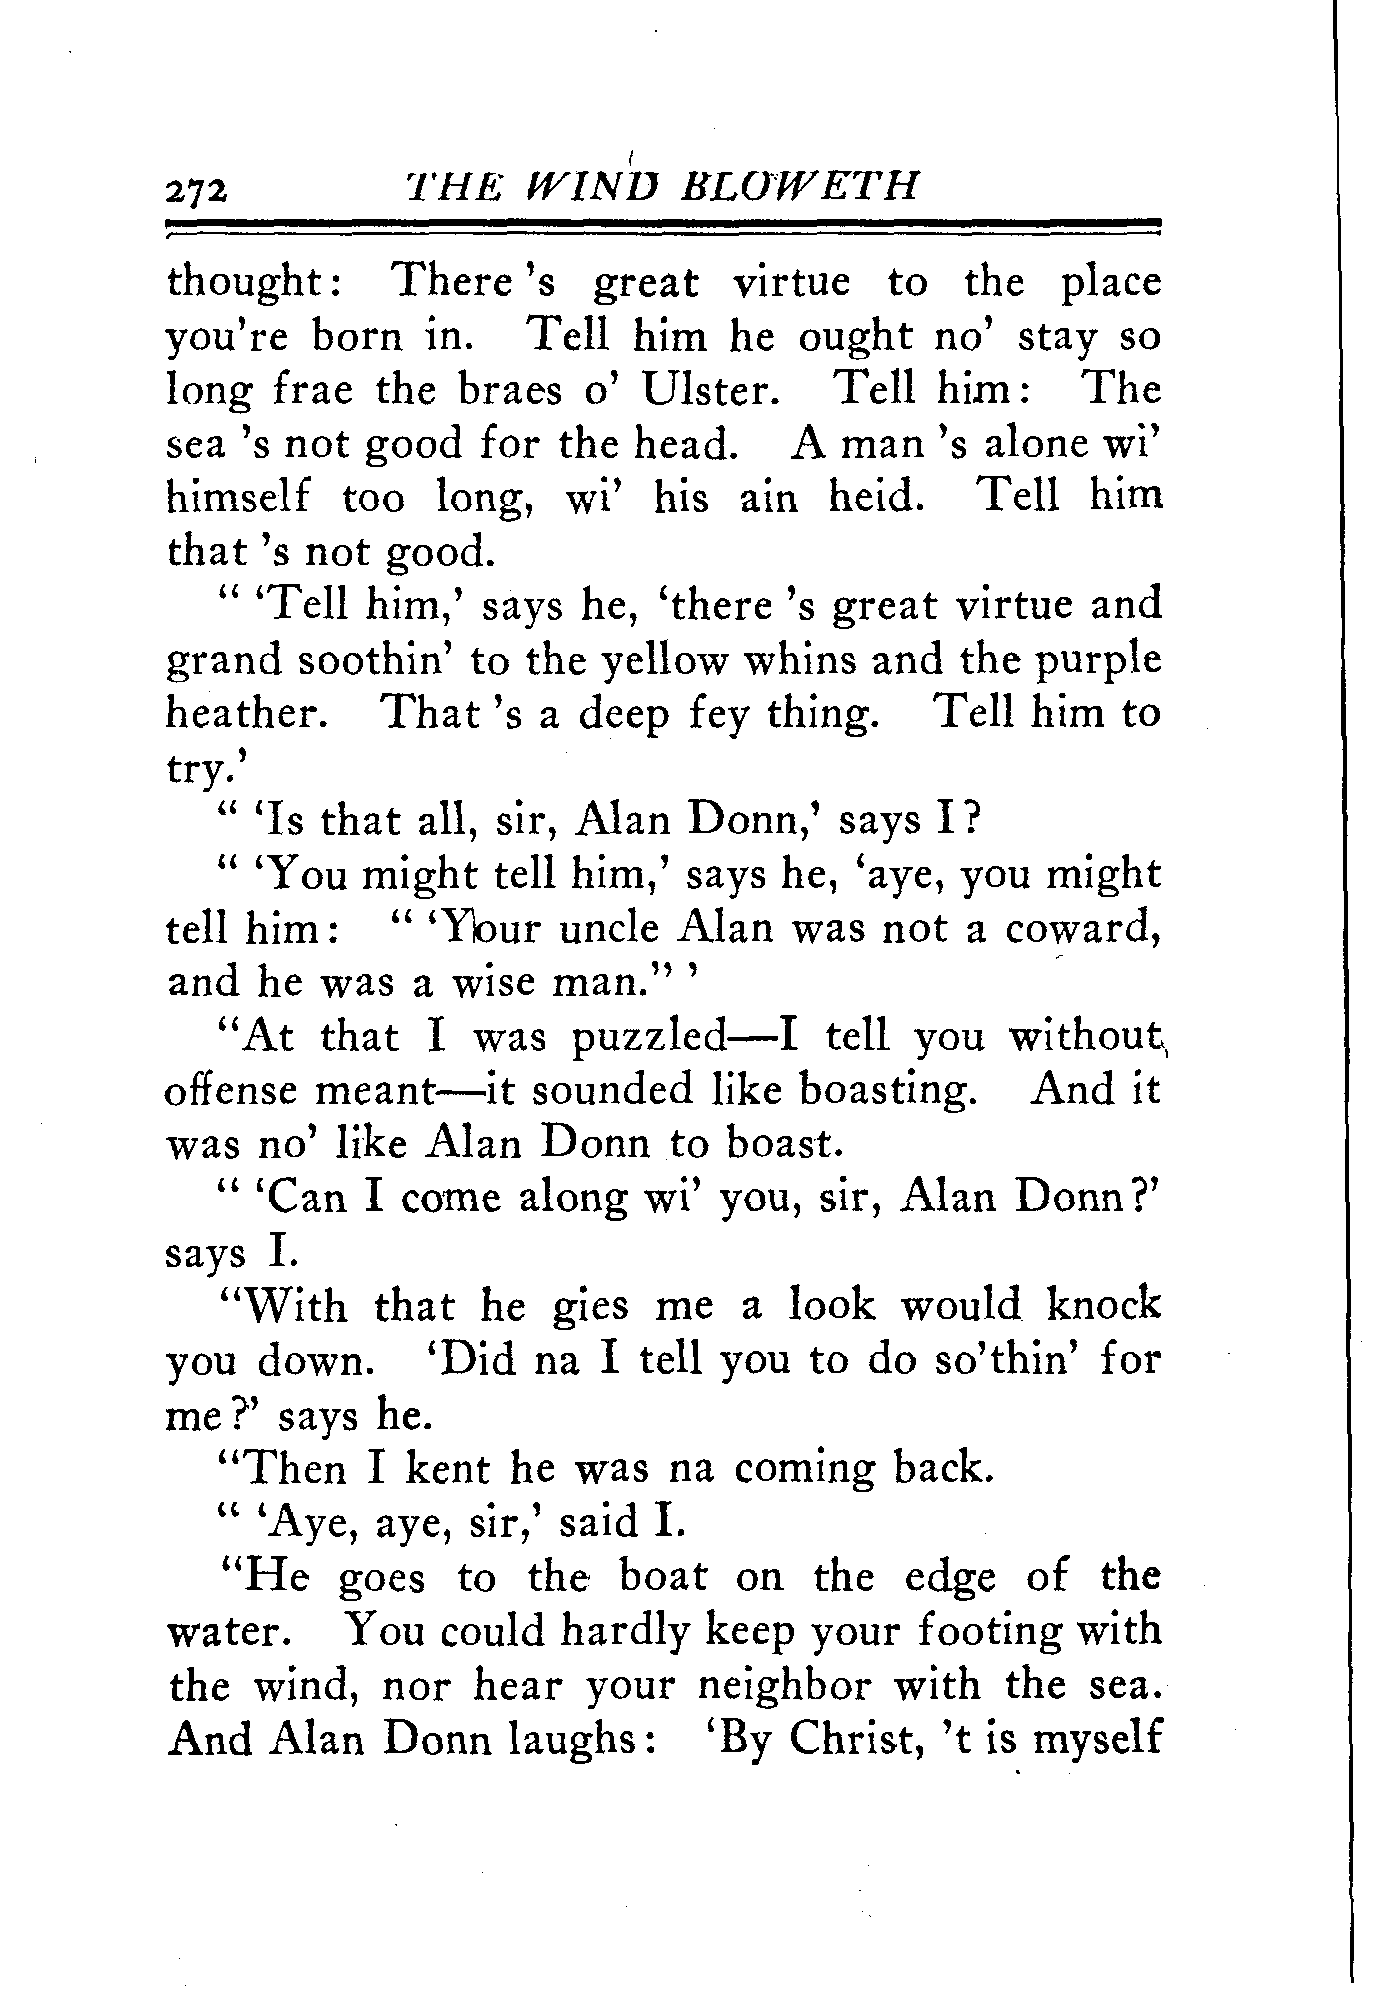 272 THE WIND BLOWETH
thought: There 's great virtue to the place
you're born in. Tell him he ought no' stay so
long frae the braes o' Ulster. Tell him: The
sea 's not good for the head. A man 's alone wi'
himself too long, wi' his ain heid. Tell him
that 's not good.
" 'Tell him,' says he, 'there 's great virtue and
grand soothin' to the yellow whins and the purple
heather. That 's a deep fey thing. Tell him to
try.'
" 'Is that all, sir, Alan Donn,' says I?
" 'You might tell him,' says he, 'aye, you might
tell him: " 'Your uncle Alan was not a coward,
and he was a wise man." '
"At that I was puzzled—I tell you without
offense meant—it sounded like boasting. And it
was no' like Alan Donn to boast.
" 'Can I come along wi' you, sir, Alan Donn?'
says I.
"With that he gies me a look would knock
you down. 'Did na I tell you to do so'thin' for
me?' says he.
"Then I kent he was na coming back.
" 'Aye, aye, sir,' said I.
"He goes to the boat on the edge of the
water. You could hardly keep your footing with
the wind, nor hear your neighbor with the sea.
And Alan Donn laughs: 'By Christ, 't is myself